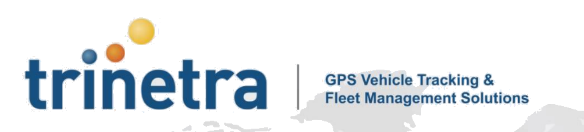 trinetra
GPS Vehicle Tracking &
Fleet Management Solutions